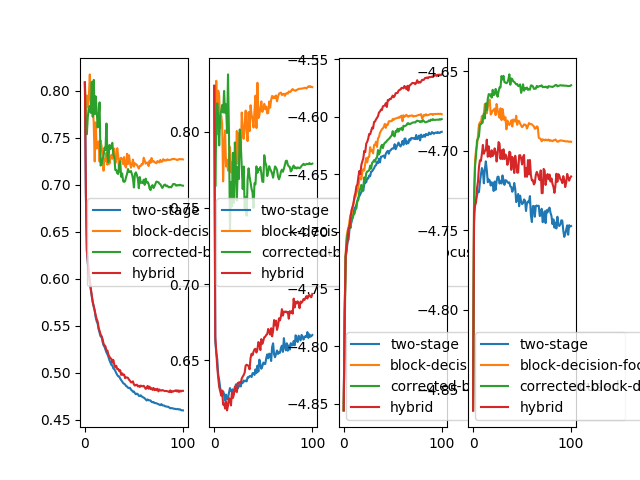 0.80
0.75
0.70
0.65
0.60
0.55
0.50
0.45
0 100
two-stage
block-decis
corrected-b
hybrid
0.80
0.75
0.70
0.65
0 100
two-stage
block-decis
corrected-b
hybrid
−4.55
−4.60
−4.65
−4.70
−4.75
−4.80
−4.85
0 100
two-stage
block-decis
corrected-b
hybrid
−4.65
−4.70
−4.75
−4.80
−4.85
0 100
two-stage
block-decision-foc
corrected-block-d
hybrid